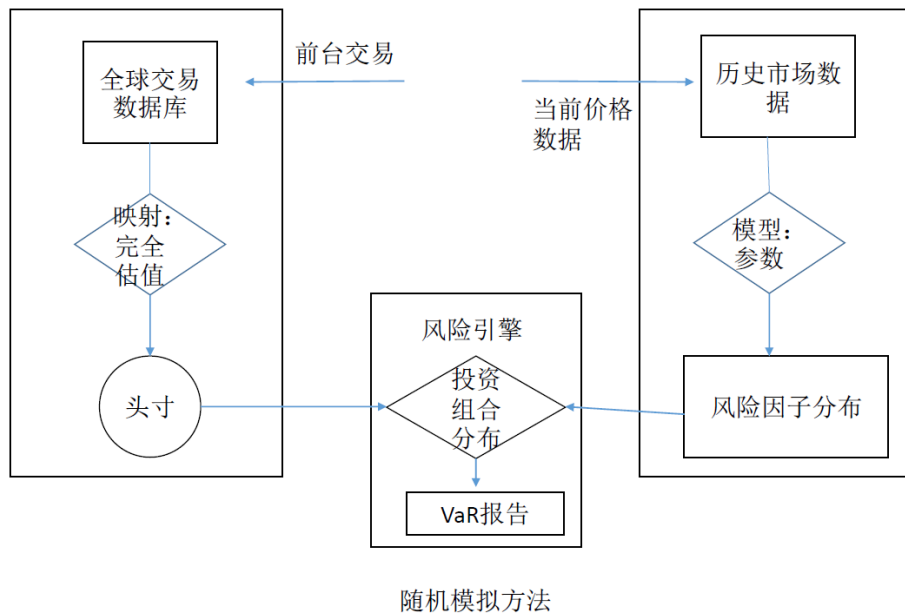 全球交易
数据库
前台交易
当前价格
数据
历史市场数
据
映射：
完全
估值
模型：
参数
头寸
风险引擎
投资
组合
分布
VaR报告
风险因子分布
随机模拟方法